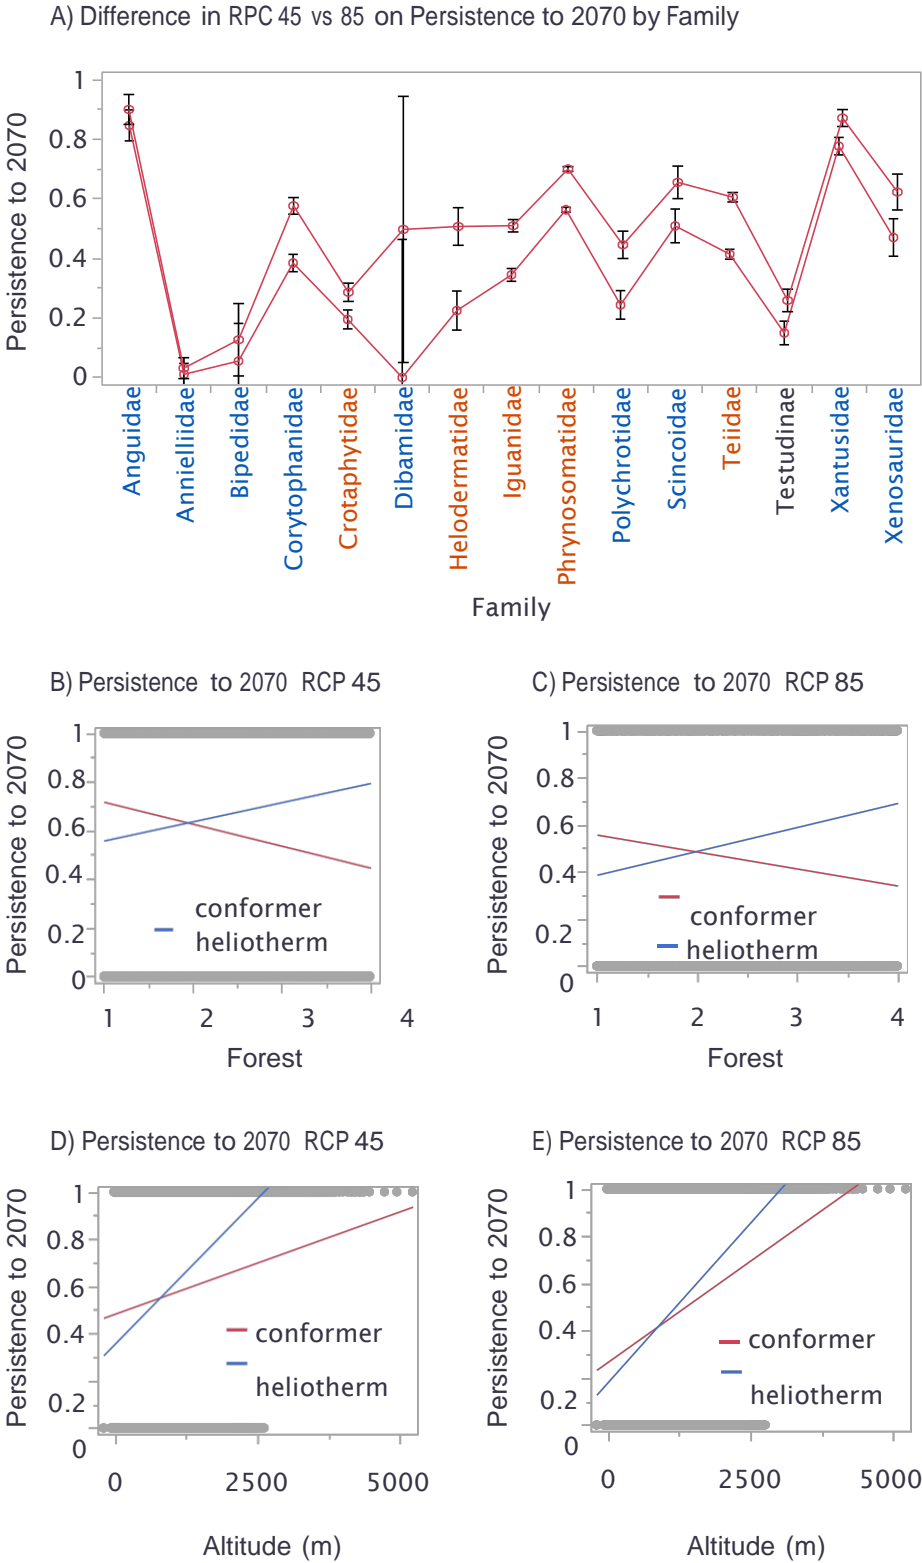 A) Difference in RPC 45 vs 85 on Persistence to 2070 by Family
Persistence to 2070
1
0.8
0.6
0.4
0.2
0
Anguidae
Annielliidae
Bipedidae
Corytophanidae
Crotaphytidae
Dibamidae
Helodermatidae
Iguanidae
Phrynosomatidae
Polychrotidae
Scincoidae
Teiidae
Testudinae
Xantusidae
Xenosauridae
Family
B) Persistence to 2070 RCP 45
Persistence to 2070
1
0.8
0.6
0.4
0.2
0
conformer
heliotherm
1 2 3 4
Forest
C) Persistence to 2070 RCP 85
Persistence to 2070
1
0.8
0.6
0.4
0.2
0
conformer
heliotherm
1 2 3 4
Forest
D) Persistence to 2070 RCP 45
Persistence to 2070
1
0.8
0.6
0.4
0.2
0
conformer
heliotherm
0 2500 5000
Altitude (m)
E) Persistence to 2070 RCP 85
Persistence to 2070
1
0.8
0.6
0.4
0.2
0
conformer
heliotherm
0 2500 5000
Altitude (m)